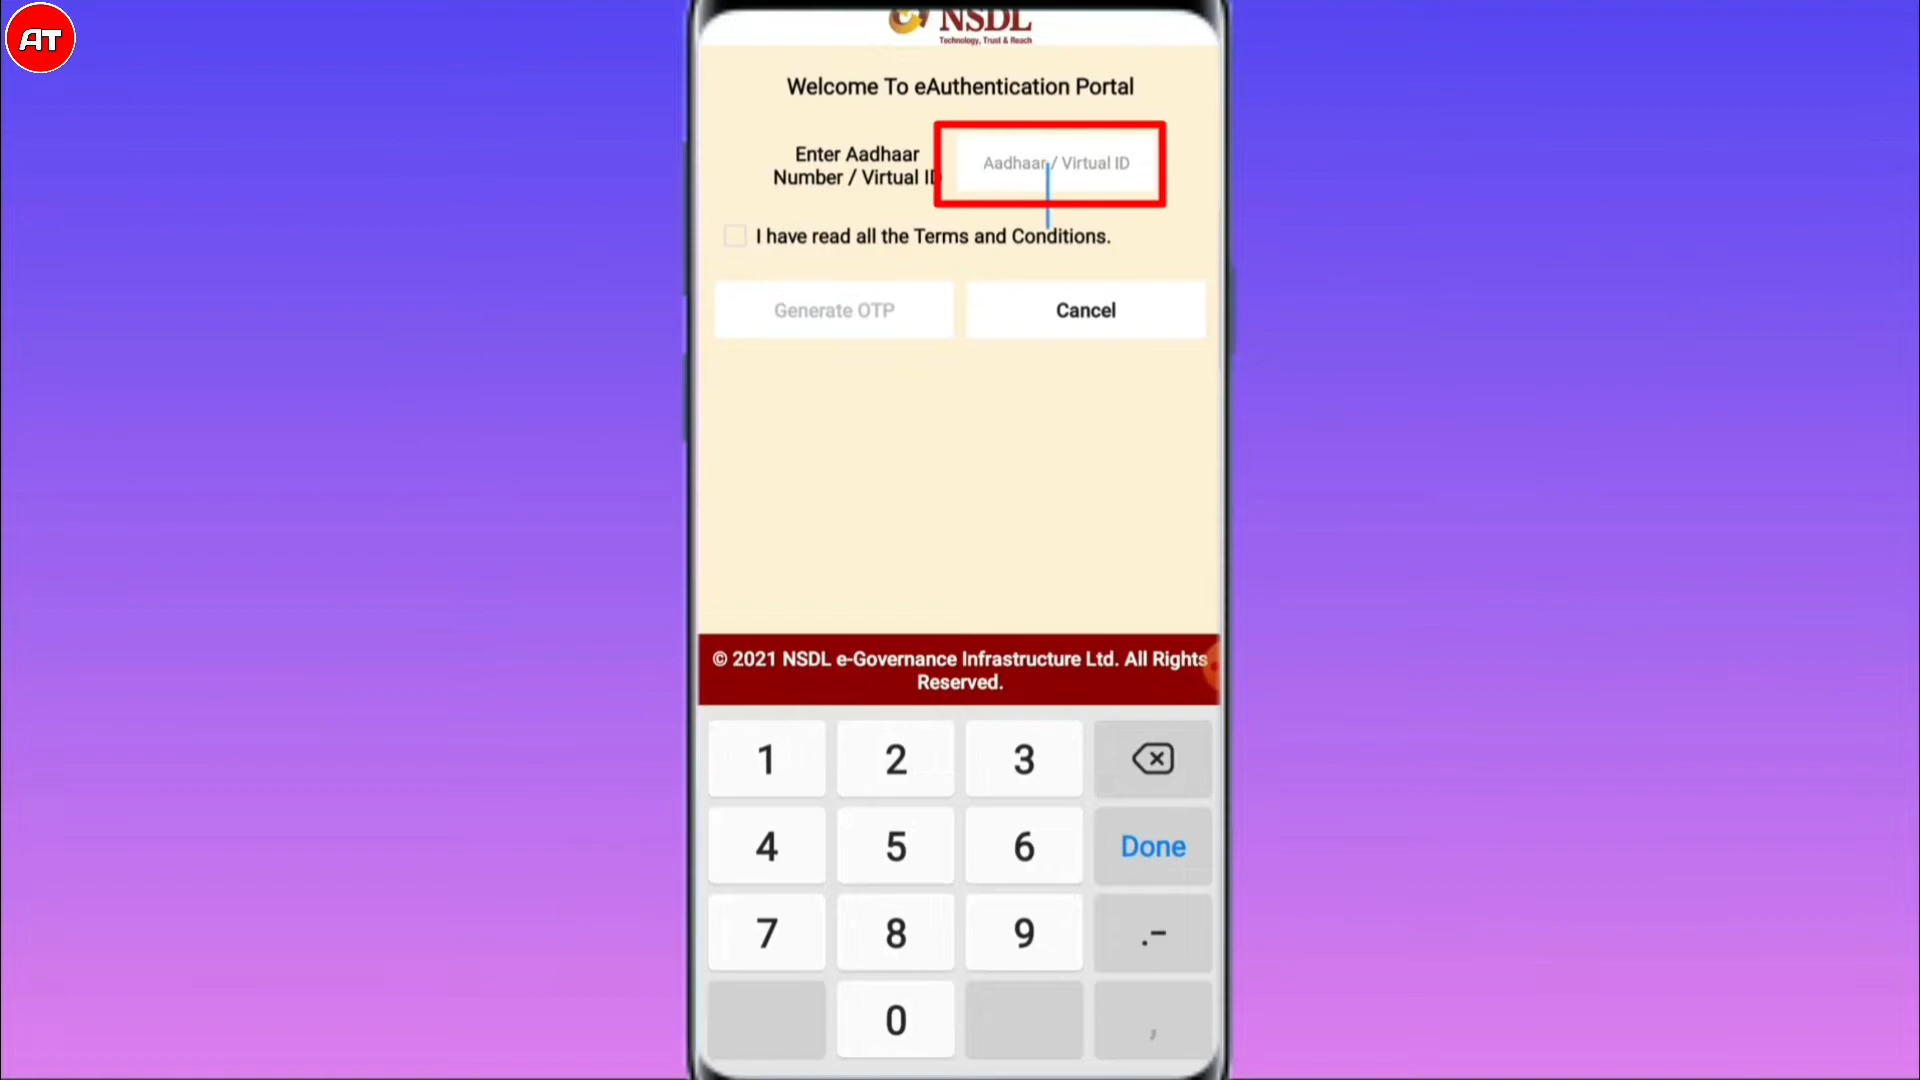 AT
NSDL
Technology, Trust & Reach
Welcome To eAuthentication Portal
Enter Aadhaar
Number / Virtual ID
Aadhaar / Virtual ID
I have read all the Terms and Conditions.
Generate OTP
Cancel
© 2021 NSDL e-Governance Infrastructure Ltd. All Rights
Reserved.
1 2 3
4 5 6 Done
7 8 9 .-
0 ,